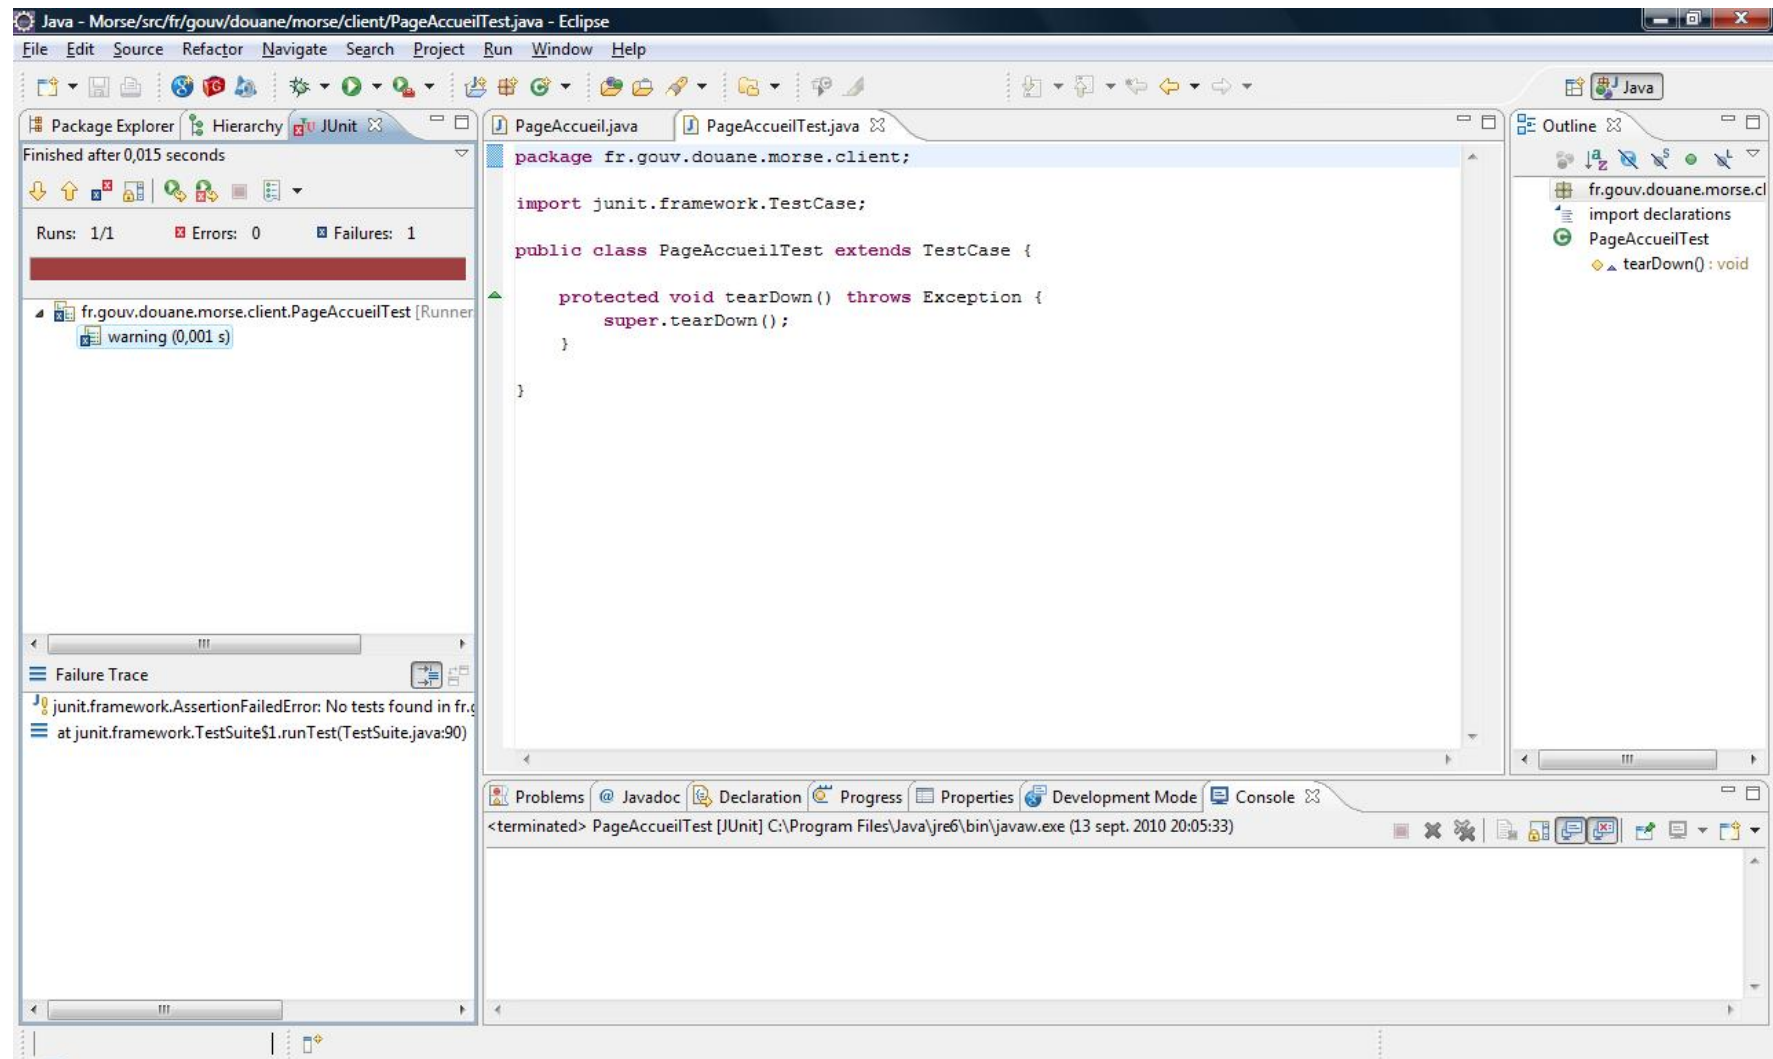 Java - Morse/src/fr/gouv/douane/morse/client/PageAccueilTest.java - Eclipse
File Edit Source Refactor Navigate Search Project Run Window Help
Java
Package Explorer Hierarchy JUnit
Finished after 0,015 seconds
Runs: 1/1 Errors: 0 Failures: 1
fr.gouv.douane.morse.client.PageAccueilTest [Runner
warning (0,001 s)
Failure Trace
junit.framework.AssertionFailedError: No tests found in fr.g
at junit.framework.TestSuite$1.runTest(TestSuite.java:90)
PageAccueil.java PageAccueilTest.java
package fr.gouv.douane.morse.client;
import junit.framework.TestCase;
public class PageAccueilTest extends TestCase {
protected void tearDown() throws Exception {
super.tearDown();
}
}
Outline
fr.gouv.douane.morse.cl
import declarations
PageAccueilTest
tearDown() : void
Problems @ Javadoc Declaration Progress Properties Development Mode Console
<terminated> PageAccueilTest [JUnit] C:\Program Files\Java\jre6\bin\javaw.exe (13 sept. 2010 20:05:33)